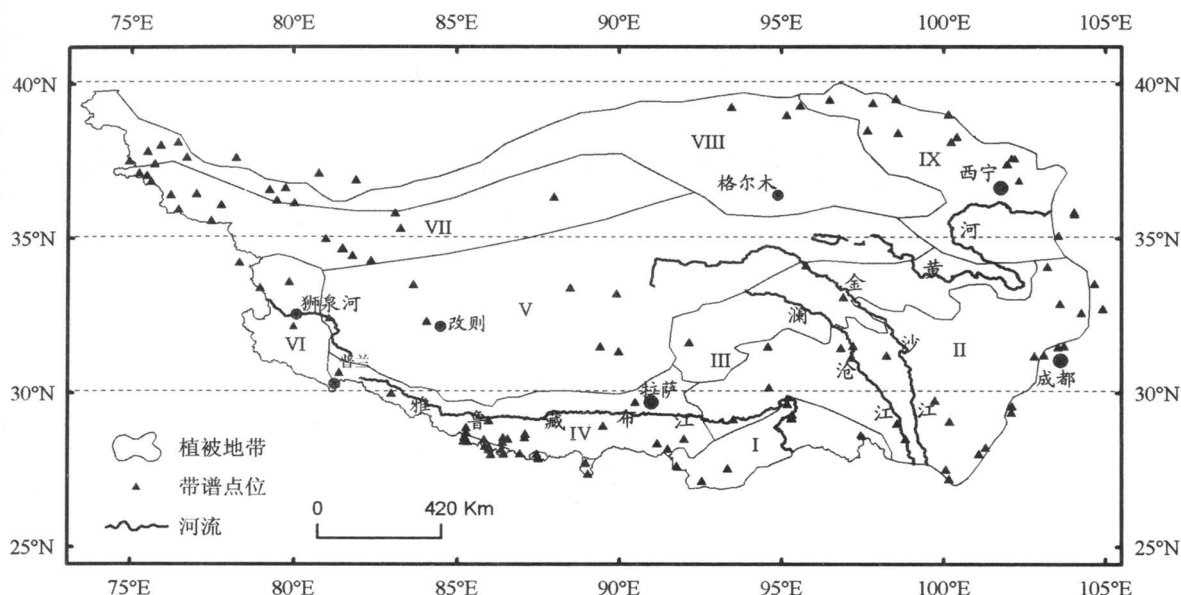 75°E 80°E 85°E 90°E 95°E 100°E 105°E
40°N 40°N
VIII
IX
格尔木
西宁
VII
35°N 河 35°N
黄
金
狮泉河
V
澜
改则
沙
VI
III
II
普兰
沧
成都
30°N 拉萨 30°N
雅 鲁 藏 布 江
江 江
IV
I
植被地带
带谱点位
0 420 Km
河流
25°N 25°N
75°E 80°E 85°E 90°E 95°E 100°E 105°E